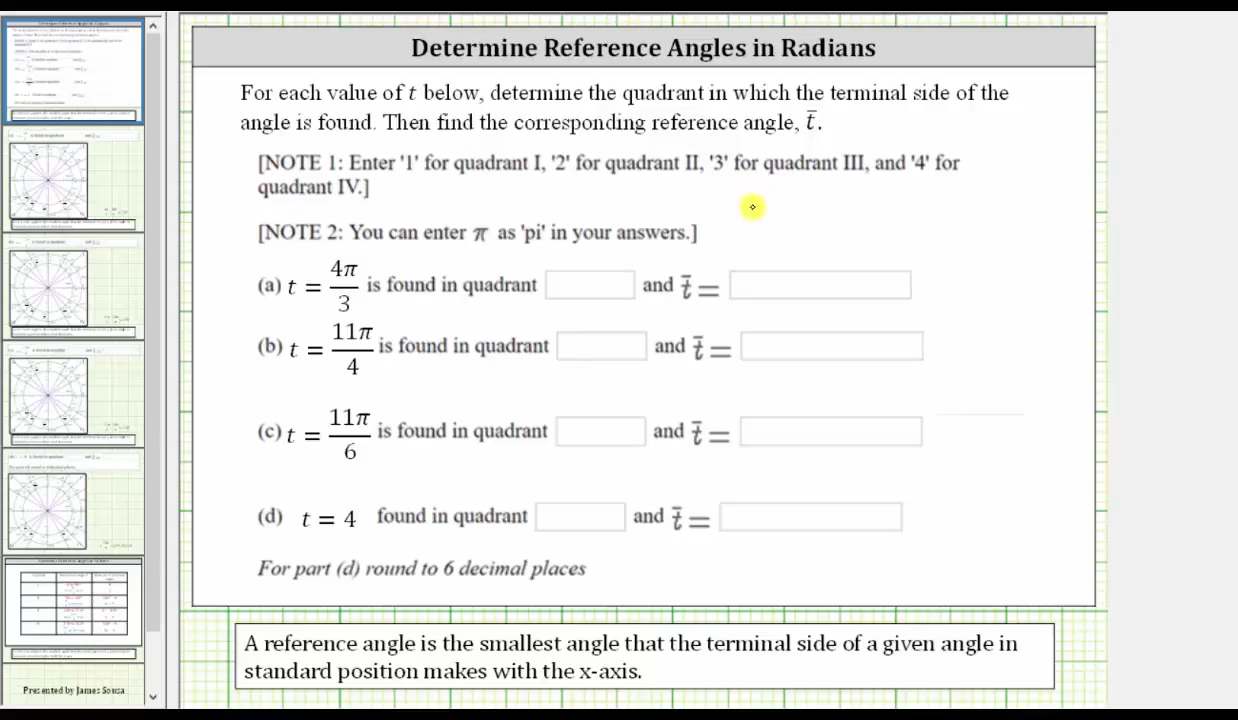 Determine Reference Angles in Radians
For each value of t below, determine the quadrant in which the terminal side of the
angle is found. Then find the corresponding reference angle, t̄.
[NOTE 1: Enter '1' for quadrant I, '2' for quadrant II, '3' for quadrant III, and '4' for
quadrant IV.]
[NOTE 2: You can enter π as 'pi' in your answers.]
(a) t = 4π/3 is found in quadrant and t̄ =
(b) t = 11π/4 is found in quadrant and t̄ =
(c) t = 11π/6 is found in quadrant and t̄ =
(d) t = 4 found in quadrant and t̄ =
For part (d) round to 6 decimal places
A reference angle is the smallest angle that the terminal side of a given angle in
standard position makes with the x-axis.
Presented by James Sousa